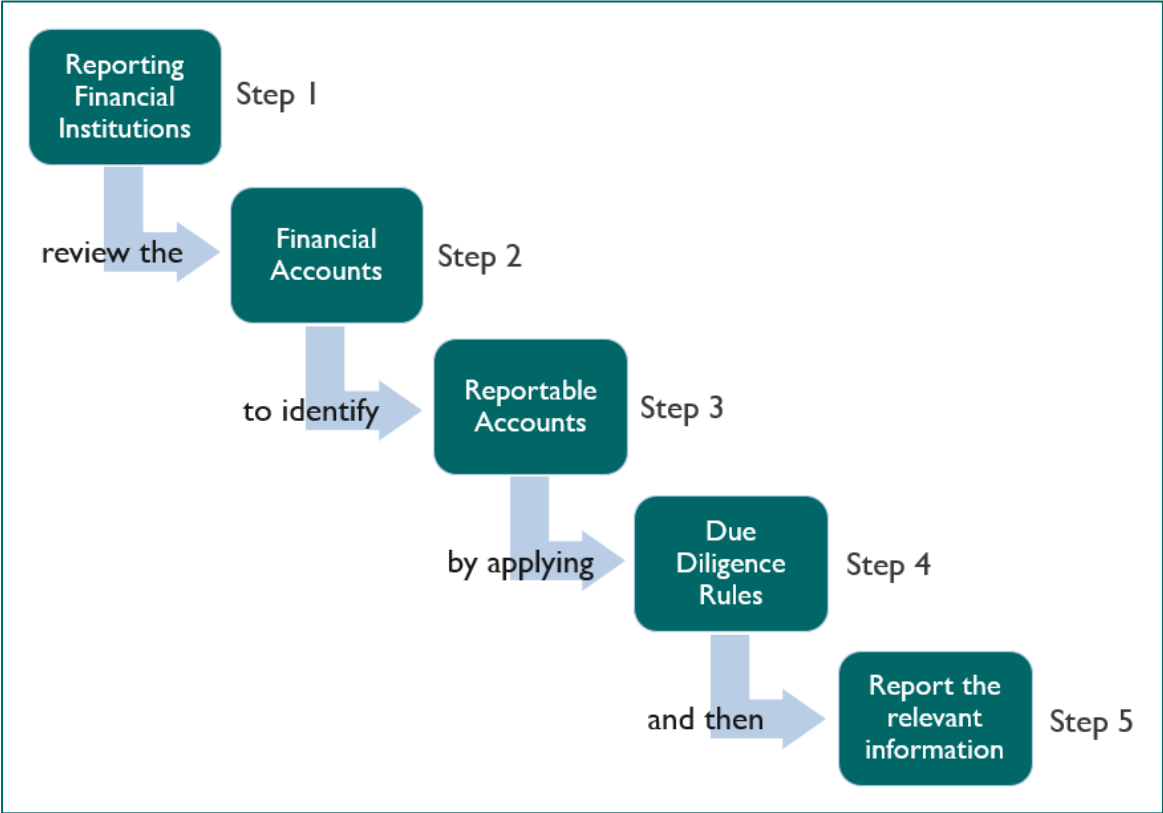 Reporting
Financial
Institutions
Step 1
review the
Financial
Accounts
Step 2
to identify
Reportable
Accounts
Step 3
by applying
Due
Diligence
Rules
Step 4
and then
Report the
relevant
information
Step 5